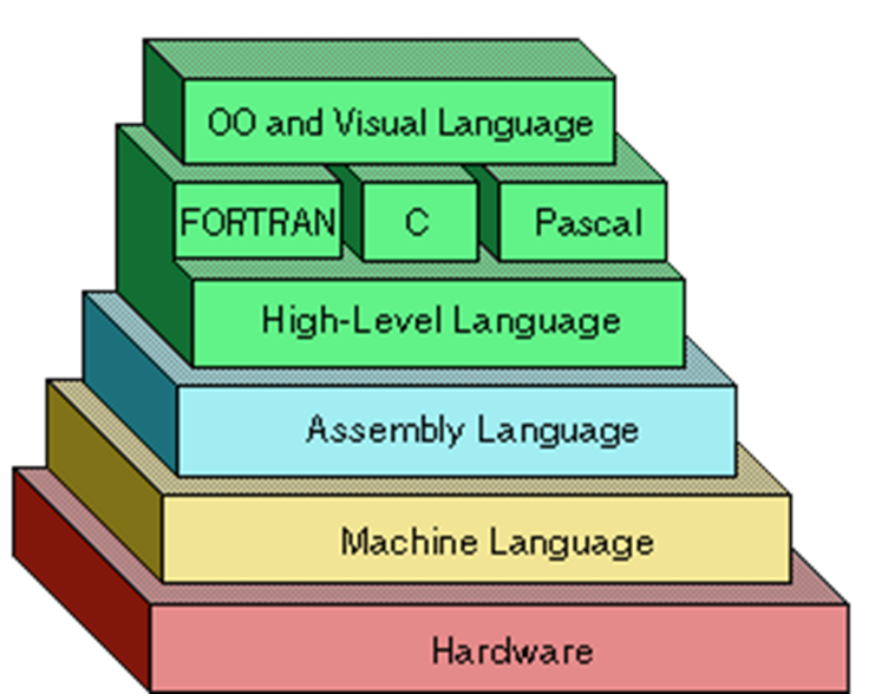 OO and Visual Language
FORTRAN C Pascal
High-Level Language
Assembly Language
Machine Language
Hardware